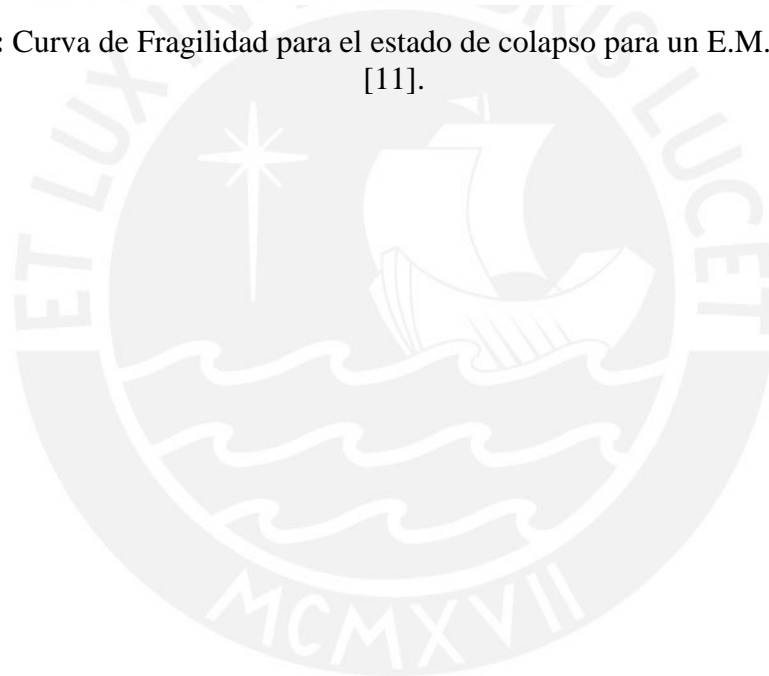 : Curva de Fragilidad para el estado de colapso para un E.M.
[11].
ET LUX IN TENEBRIS LUCET
MCMXVII